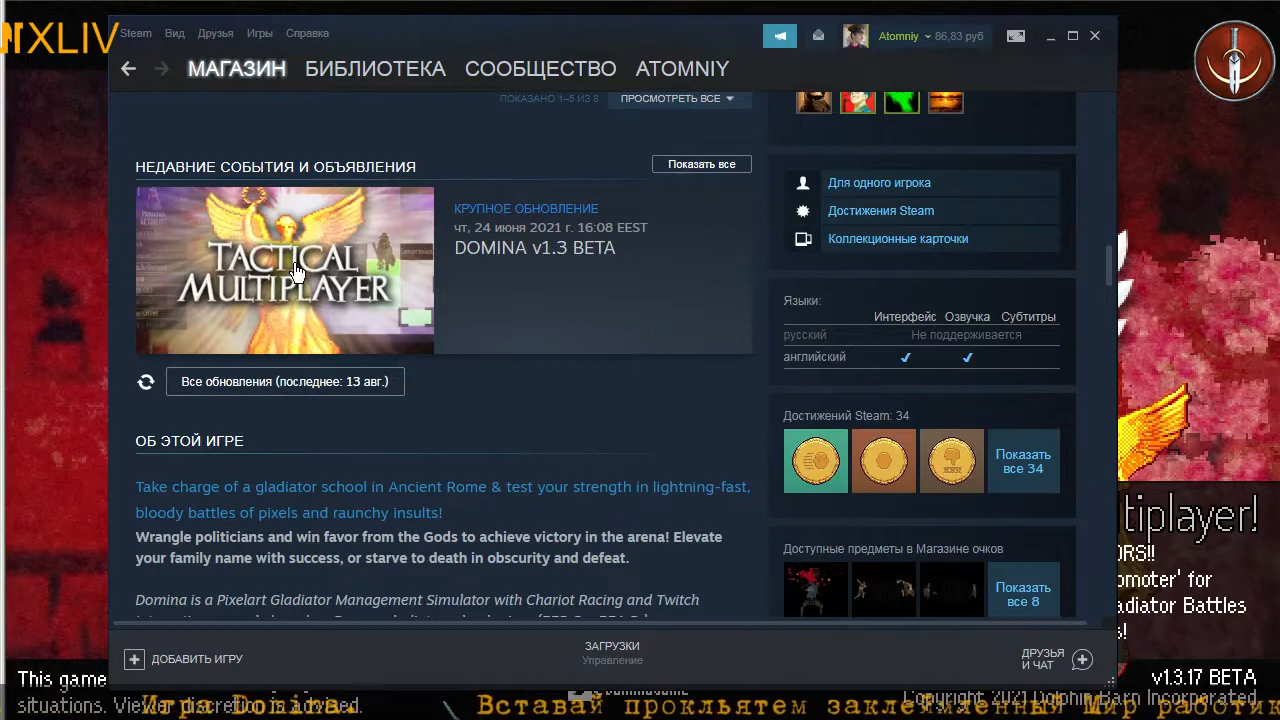 XLIV
Steam Вид Друзья Игры Справка
Atomniy 86,83 руб
МАГАЗИН БИБЛИОТЕКА СООБЩЕСТВО ATOMNIY
ПОКАЗАНО 1–5 ИЗ 8 ПРОСМОТРЕТЬ ВСЕ
НЕДАВНИЕ СОБЫТИЯ И ОБЪЯВЛЕНИЯ
Показать все
TACTICAL
MULTIPLAYER
КРУПНОЕ ОБНОВЛЕНИЕ
чт, 24 июня 2021 г. 16:08 EEST
DOMINA v1.3 BETA
Все обновления (последнее: 13 авг.)
ОБ ЭТОЙ ИГРЕ
Take charge of a gladiator school in Ancient Rome & test your strength in lightning-fast,
bloody battles of pixels and raunchy insults!
Wrangle politicians and win favor from the Gods to achieve victory in the arena! Elevate
your family name with success, or starve to death in obscurity and defeat.
Domina is a Pixelart Gladiator Management Simulator with Chariot Racing and Twitch
Для одного игрока
Достижения Steam
Коллекционные карточки
Языки:
Интерфейс Озвучка Субтитры
русский Не поддерживается
английский ✔ ✔
Достижений Steam: 34
Показать
все 34
Доступные предметы в Магазине очков
Показать
все 8
ДОБАВИТЬ ИГРУ
ЗАГРУЗКИ
Управление
ДРУЗЬЯ
И ЧАТ
tiplayer!
ORS!!
omoter' for
adiator Battles
s!
v1.3.17 BETA
This game
situations. Viewer discretion is advised.
Copyright 2021 Dolphin Barn Incorporated
Игра Domina. Вставай прокльятем заклейменный Мир работик